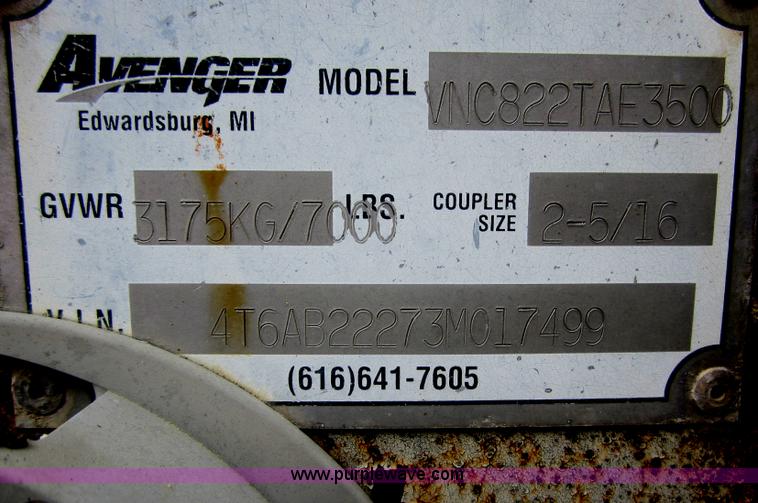 AVENGER
Edwardsburg, MI
MODEL VNC822TAE3500
GVWR 3175KG/7000 LBS.
COUPLER SIZE 2-5/16
V.I.N. 4T6AB22273M017499
(616)641-7605
www.purplewave.com